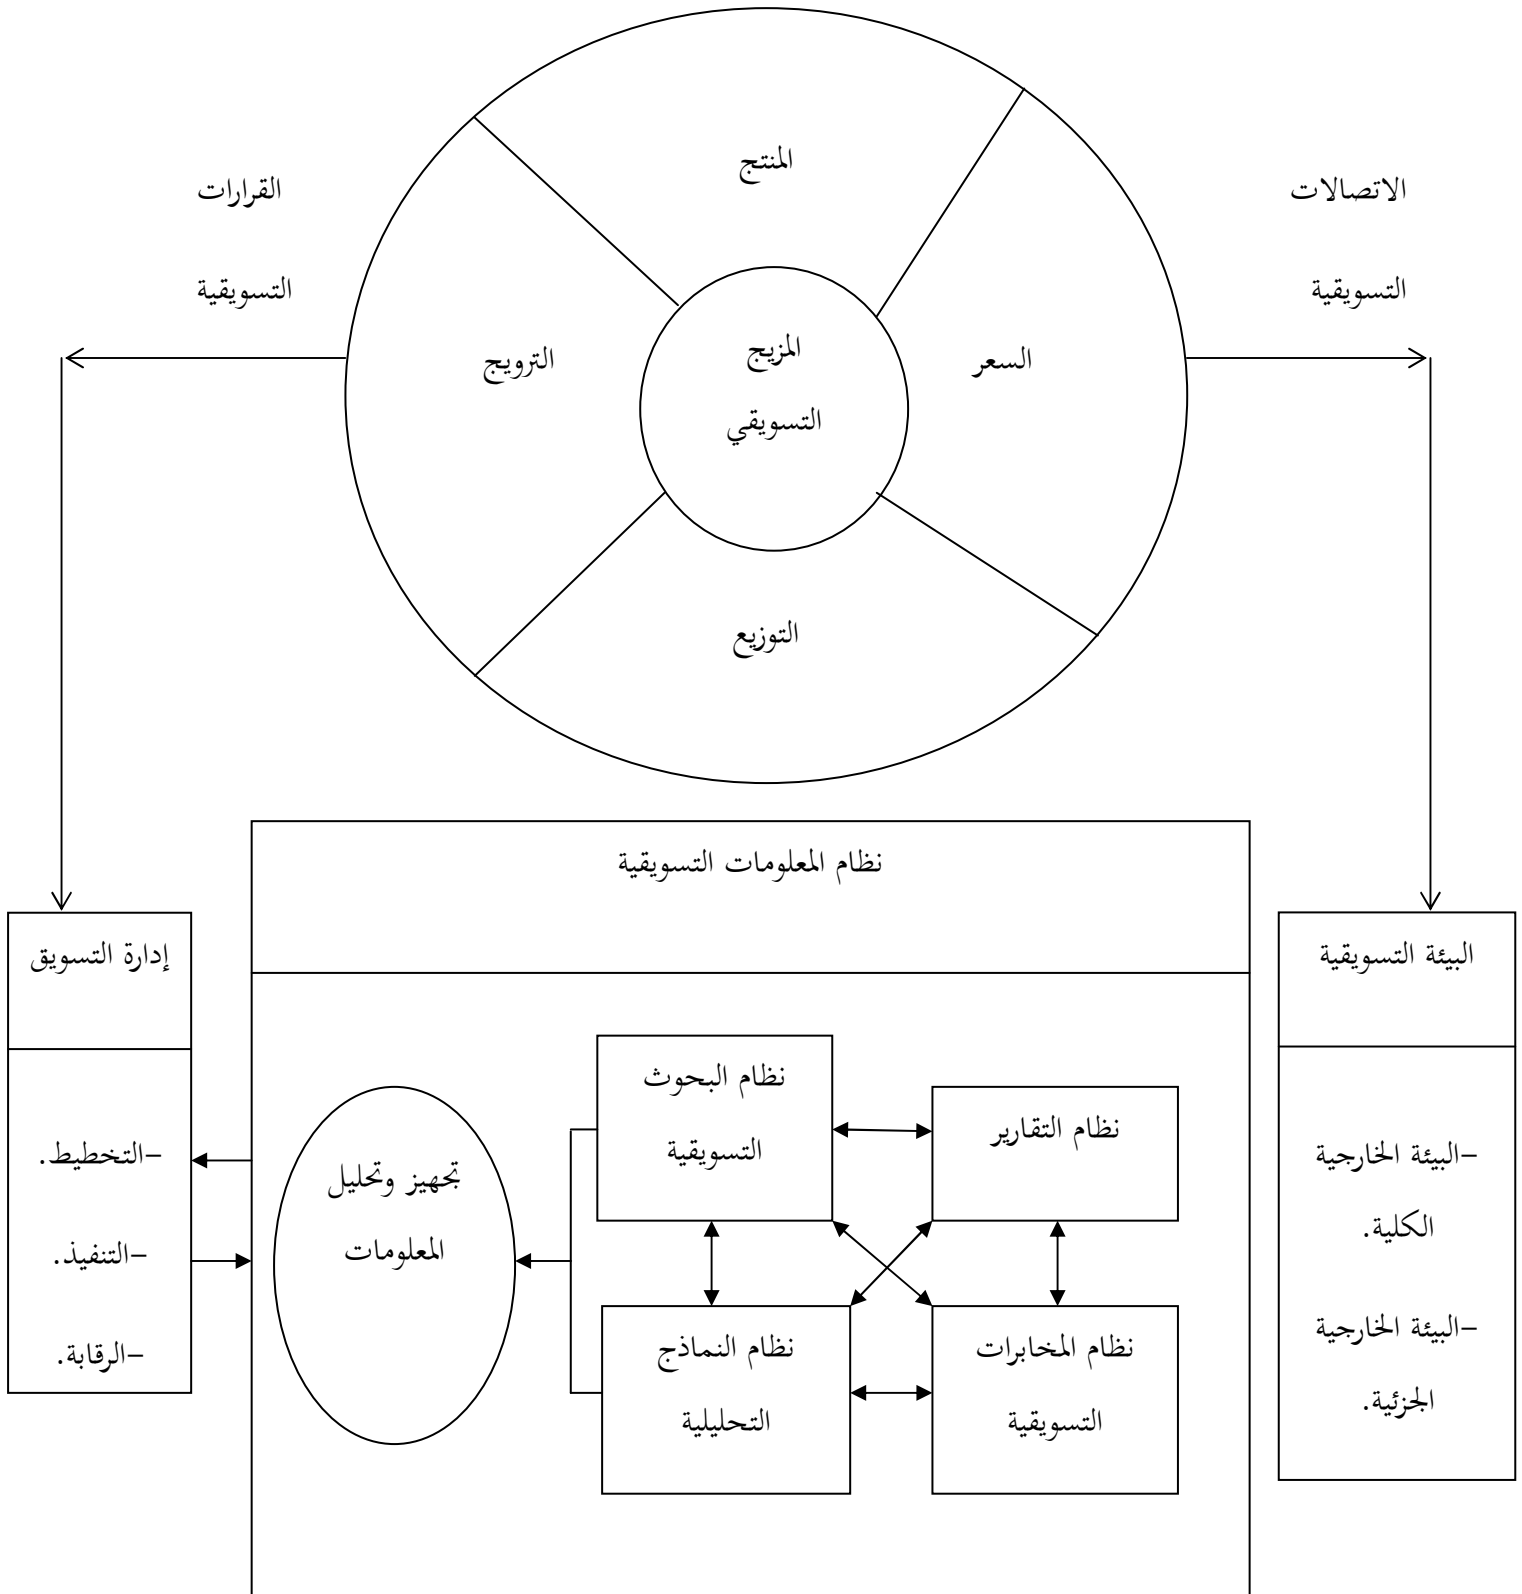 المنتج
الاتصالات
التسويقية
القرارات
التسويقية
السعر
المزيج
التسويقي
الترويج
التوزيع
نظام المعلومات التسويقية
البيئة التسويقية
-البيئة الخارجية
الكلية.
-البيئة الخارجية
الجزئية.
نظام التقارير
نظام البحوث
التسويقية
نظام المخابرات
التسويقية
نظام النماذج
التحليلية
تجهيز وتحليل
المعلومات
إدارة التسويق
-التخطيط.
-التنفيذ.
-الرقابة.